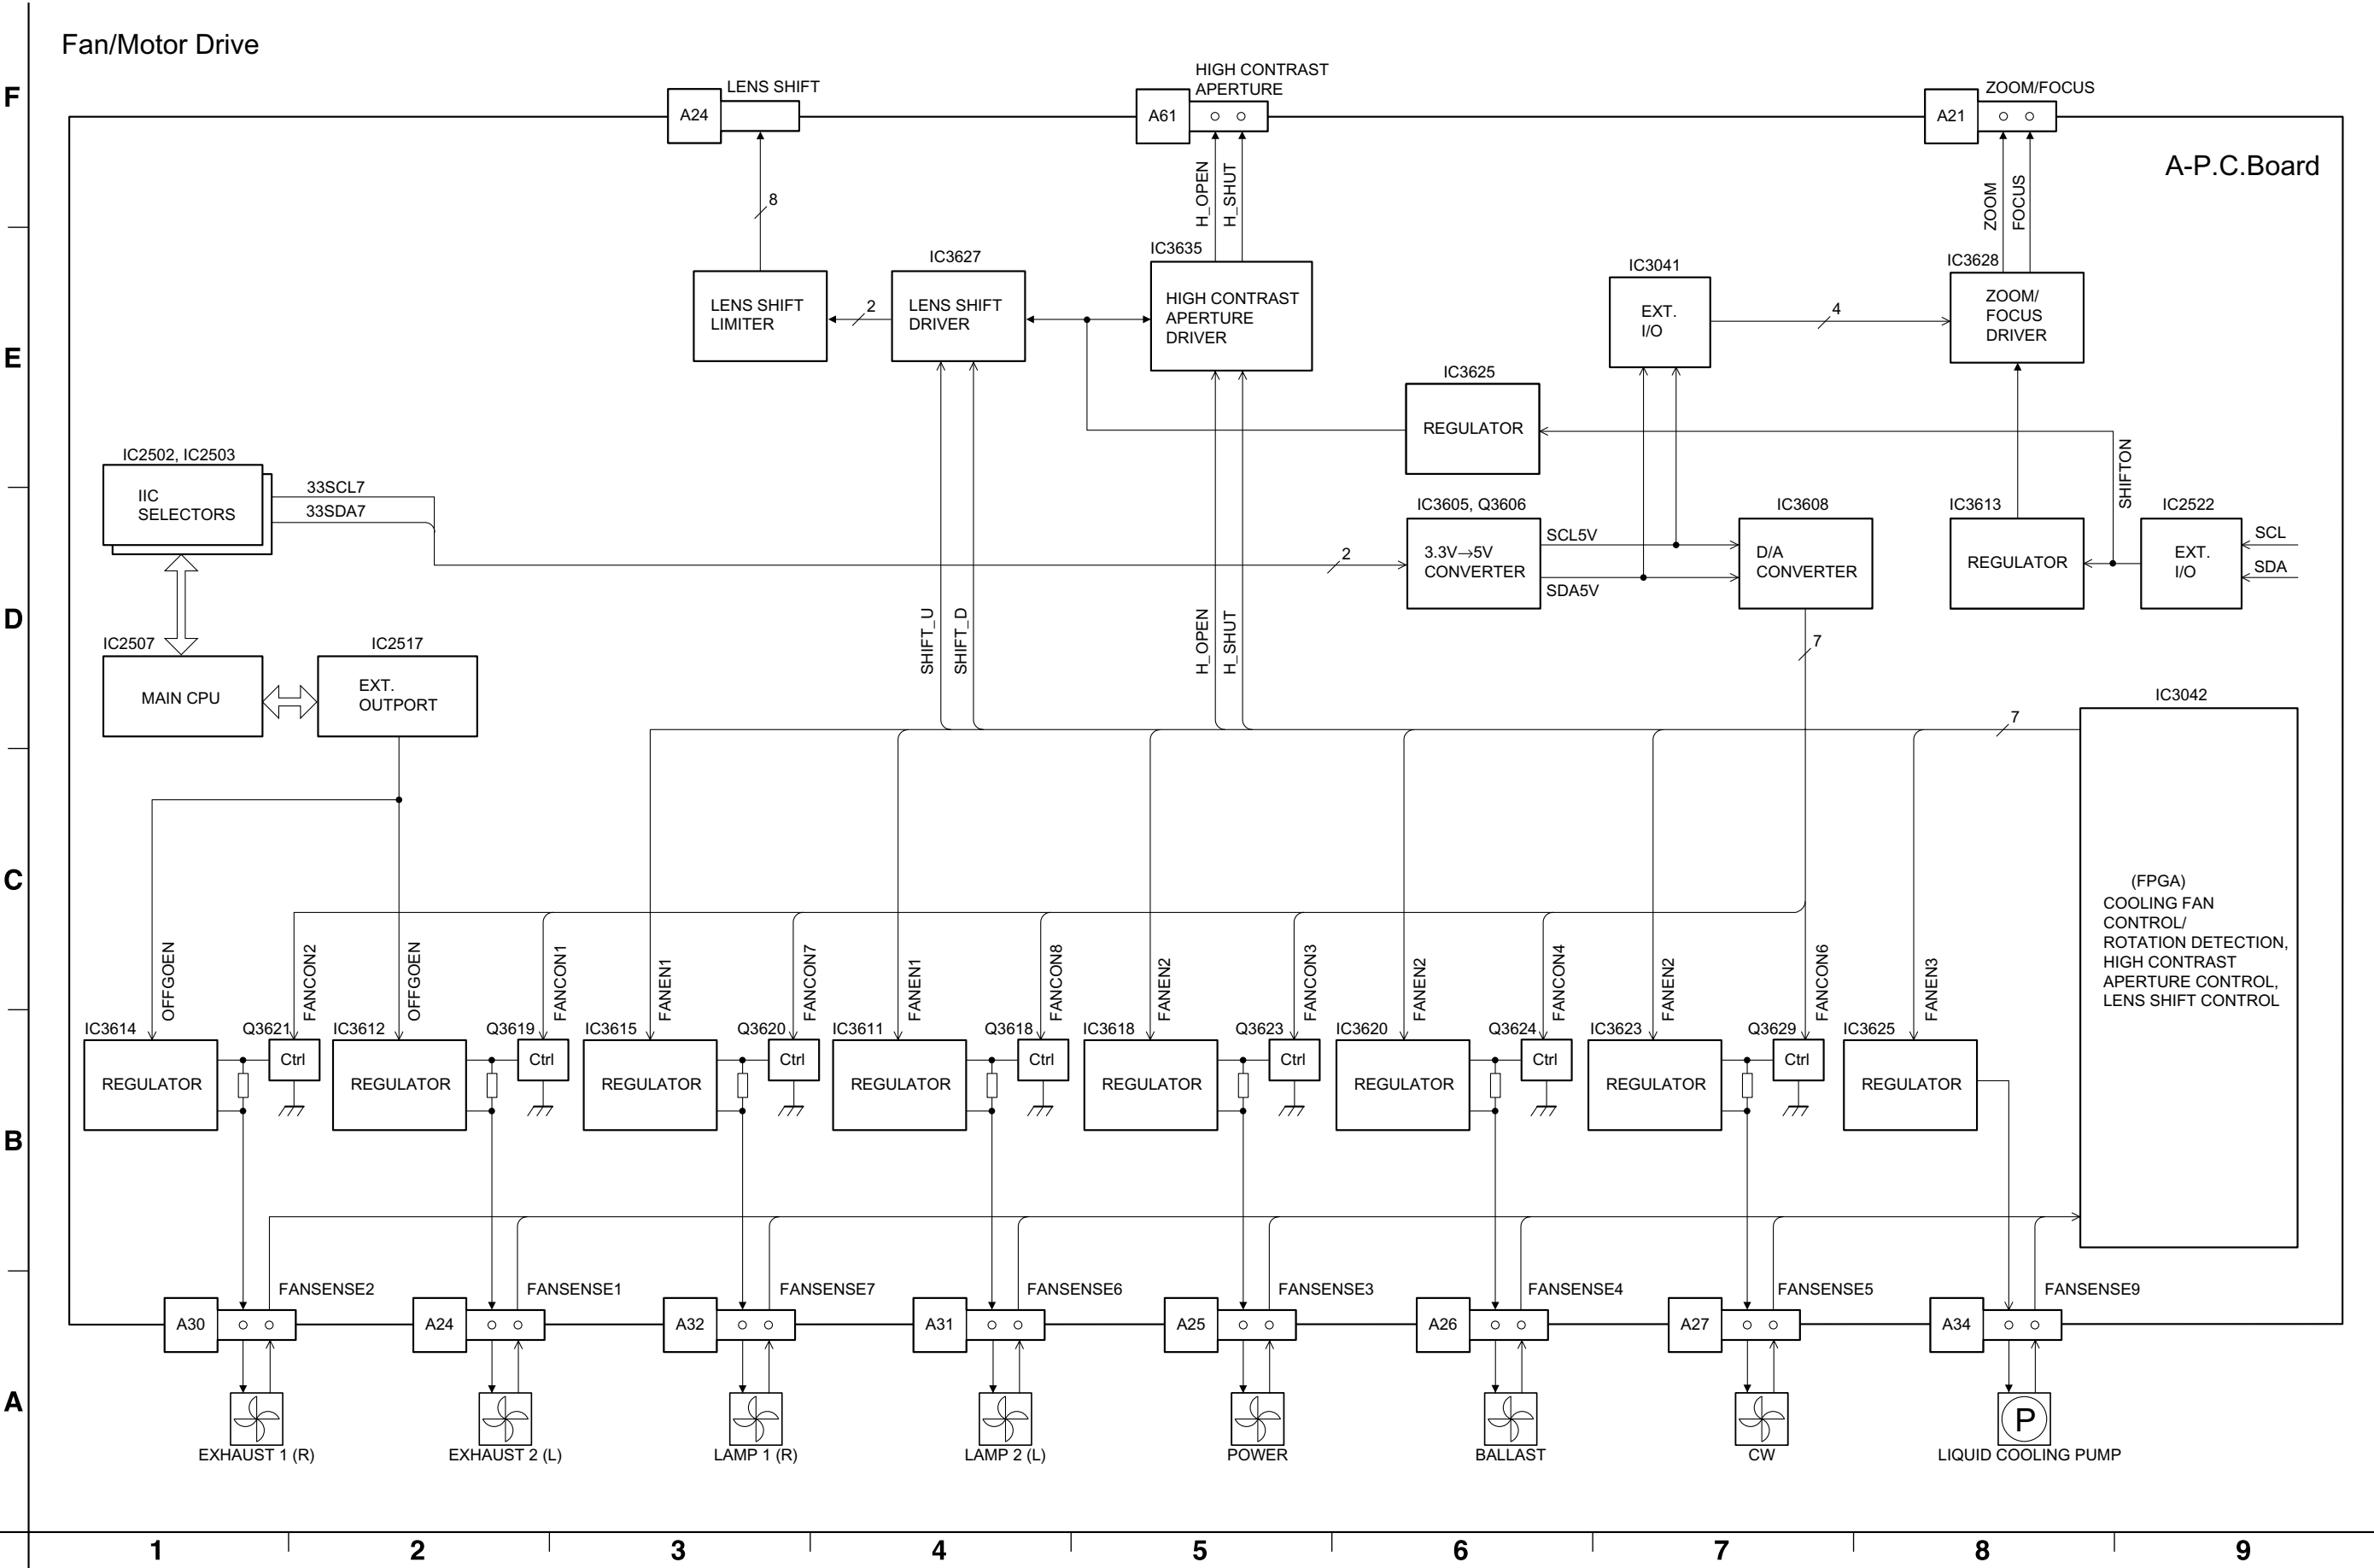 Fan/Motor Drive
F
A24
LENS SHIFT
A61
HIGH CONTRAST
APERTURE
A21
ZOOM/FOCUS
A-P.C.Board
8
H_OPEN
H_SHUT
ZOOM
FOCUS
E
LENS SHIFT
LIMITER
2
IC3627
LENS SHIFT
DRIVER
IC3635
HIGH CONTRAST
APERTURE
DRIVER
IC3041
EXT.
I/O
4
IC3628
ZOOM/
FOCUS
DRIVER
IC3625
REGULATOR
SHIFTON
IC2502, IC2503
IIC
SELECTORS
33SCL7
33SDA7
2
IC3605, Q3606
3.3V→5V
CONVERTER
SCL5V
SDA5V
IC3608
D/A
CONVERTER
IC3613
REGULATOR
IC2522
EXT.
I/O
SCL
SDA
D
IC2507
MAIN CPU
IC2517
EXT.
OUTPORT
SHIFT_U
SHIFT_D
H_OPEN
H_SHUT
7
7
IC3042
C
(FPGA)
COOLING FAN
CONTROL/
ROTATION DETECTION,
HIGH CONTRAST
APERTURE CONTROL,
LENS SHIFT CONTROL
OFFGOEN
FANCON2
OFFGOEN
FANCON1
FANEN1
FANCON7
FANEN1
FANCON8
FANEN2
FANCON3
FANEN2
FANCON4
FANEN2
FANCON6
FANEN3
B
IC3614
REGULATOR
Q3621
Ctrl
IC3612
REGULATOR
Q3619
Ctrl
IC3615
REGULATOR
Q3620
Ctrl
IC3611
REGULATOR
Q3618
Ctrl
IC3618
REGULATOR
Q3623
Ctrl
IC3620
REGULATOR
Q3624
Ctrl
IC3623
REGULATOR
Q3629
Ctrl
IC3625
REGULATOR
FANSENSE2
FANSENSE1
FANSENSE7
FANSENSE6
FANSENSE3
FANSENSE4
FANSENSE5
FANSENSE9
A30
A24
A32
A31
A25
A26
A27
A34
A
P
EXHAUST 1 (R)
EXHAUST 2 (L)
LAMP 1 (R)
LAMP 2 (L)
POWER
BALLAST
CW
LIQUID COOLING PUMP
1
2
3
4
5
6
7
8
9